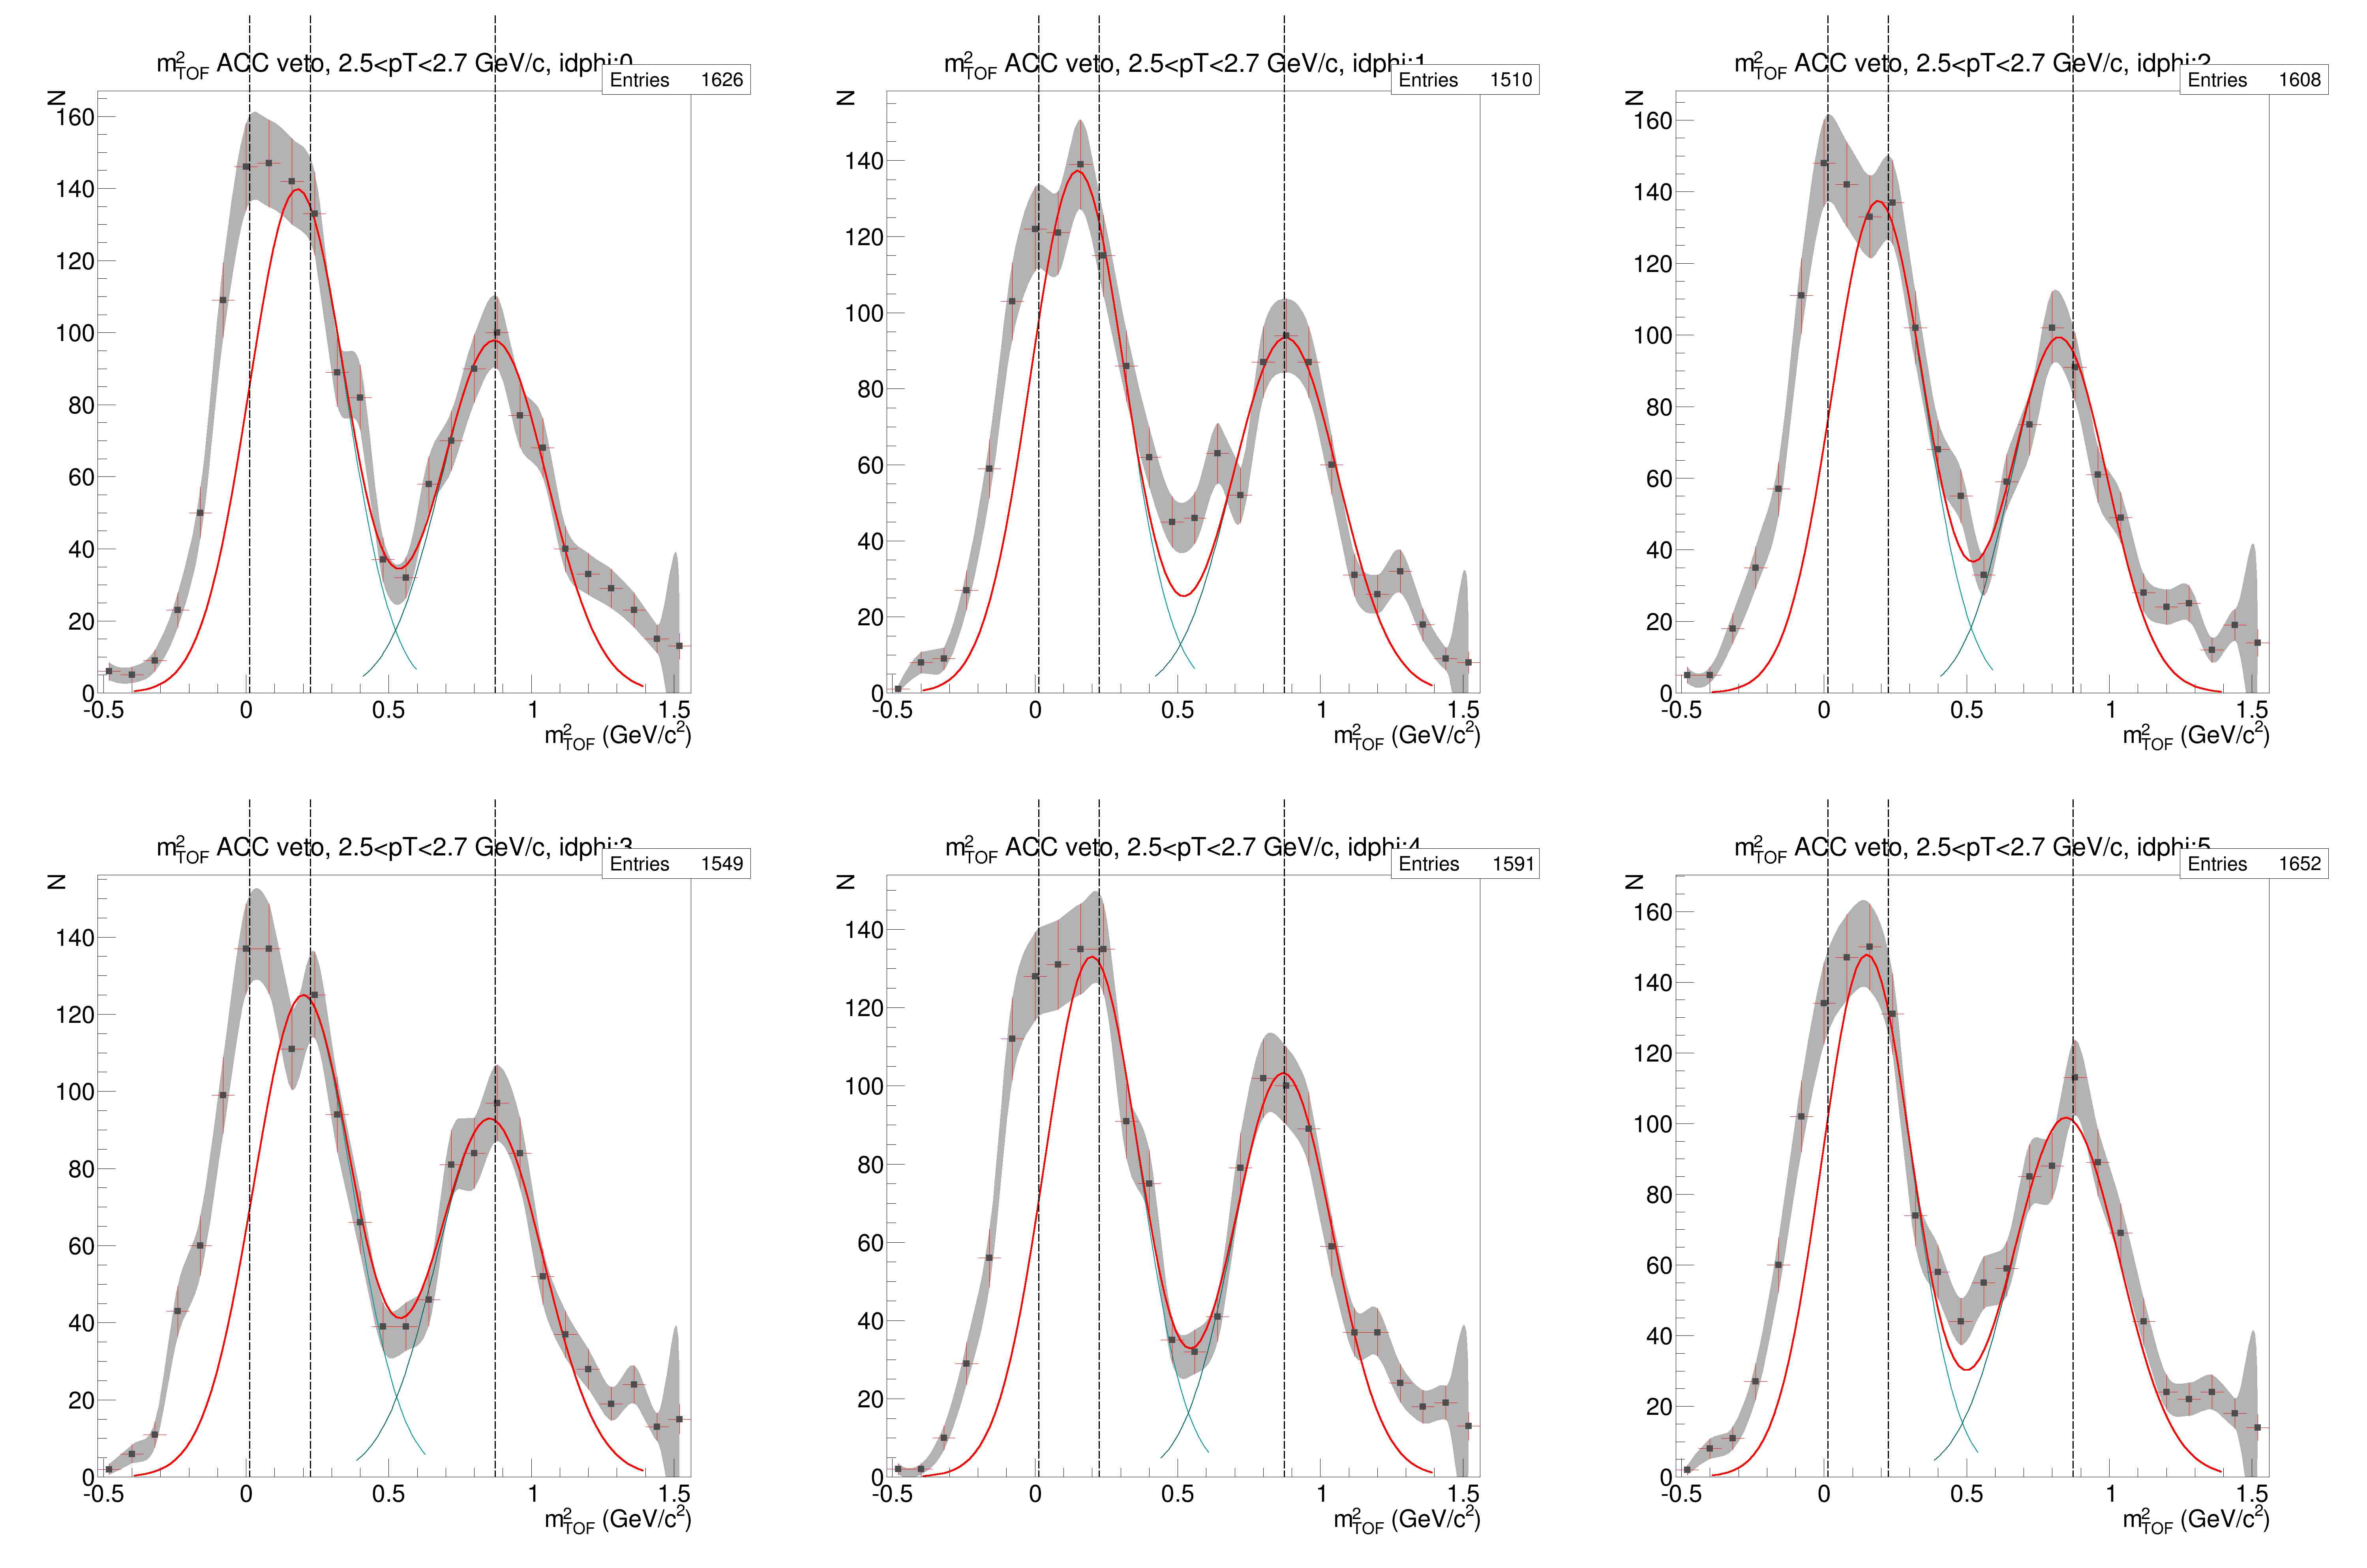 m²TOF ACC veto, 2.5<pT<2.7 GeV/c, idphi:0
Entries 1626
N
160
140
120
100
80
60
40
20
0
-0.5 0 0.5 1 1.5
m²TOF (GeV/c²)
m²TOF ACC veto, 2.5<pT<2.7 GeV/c, idphi:1
Entries 1510
N
140
120
100
80
60
40
20
0
-0.5 0 0.5 1 1.5
m²TOF (GeV/c²)
m²TOF ACC veto, 2.5<pT<2.7 GeV/c, idphi:2
Entries 1608
N
160
140
120
100
80
60
40
20
0
-0.5 0 0.5 1 1.5
m²TOF (GeV/c²)
m²TOF ACC veto, 2.5<pT<2.7 GeV/c, idphi:3
Entries 1549
N
140
120
100
80
60
40
20
0
-0.5 0 0.5 1 1.5
m²TOF (GeV/c²)
m²TOF ACC veto, 2.5<pT<2.7 GeV/c, idphi:4
Entries 1591
N
140
120
100
80
60
40
20
0
-0.5 0 0.5 1 1.5
m²TOF (GeV/c²)
m²TOF ACC veto, 2.5<pT<2.7 GeV/c, idphi:5
Entries 1652
N
160
140
120
100
80
60
40
20
0
-0.5 0 0.5 1 1.5
m²TOF (GeV/c²)